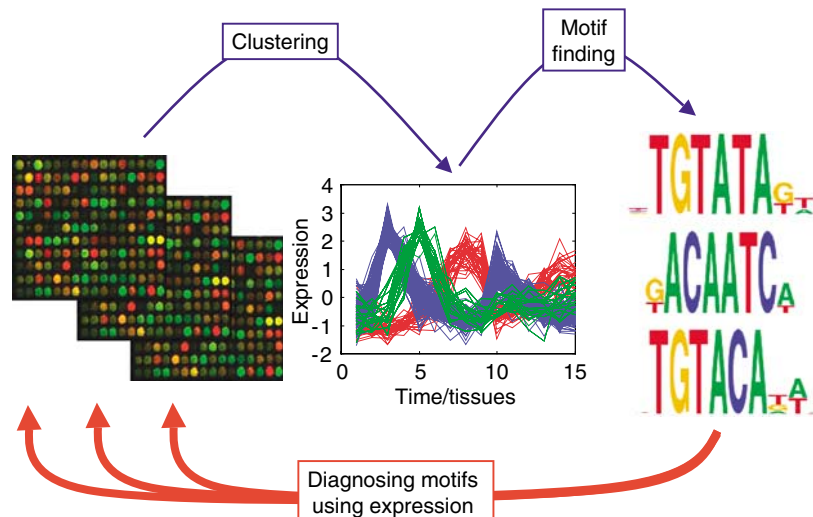 Clustering
Motif
finding
4
3
2
1
0
-1
-2
Expression
0
5
10
15
Time/tissues
TGTATA
GACAATCA
TGTACA
Diagnosing motifs
using expression